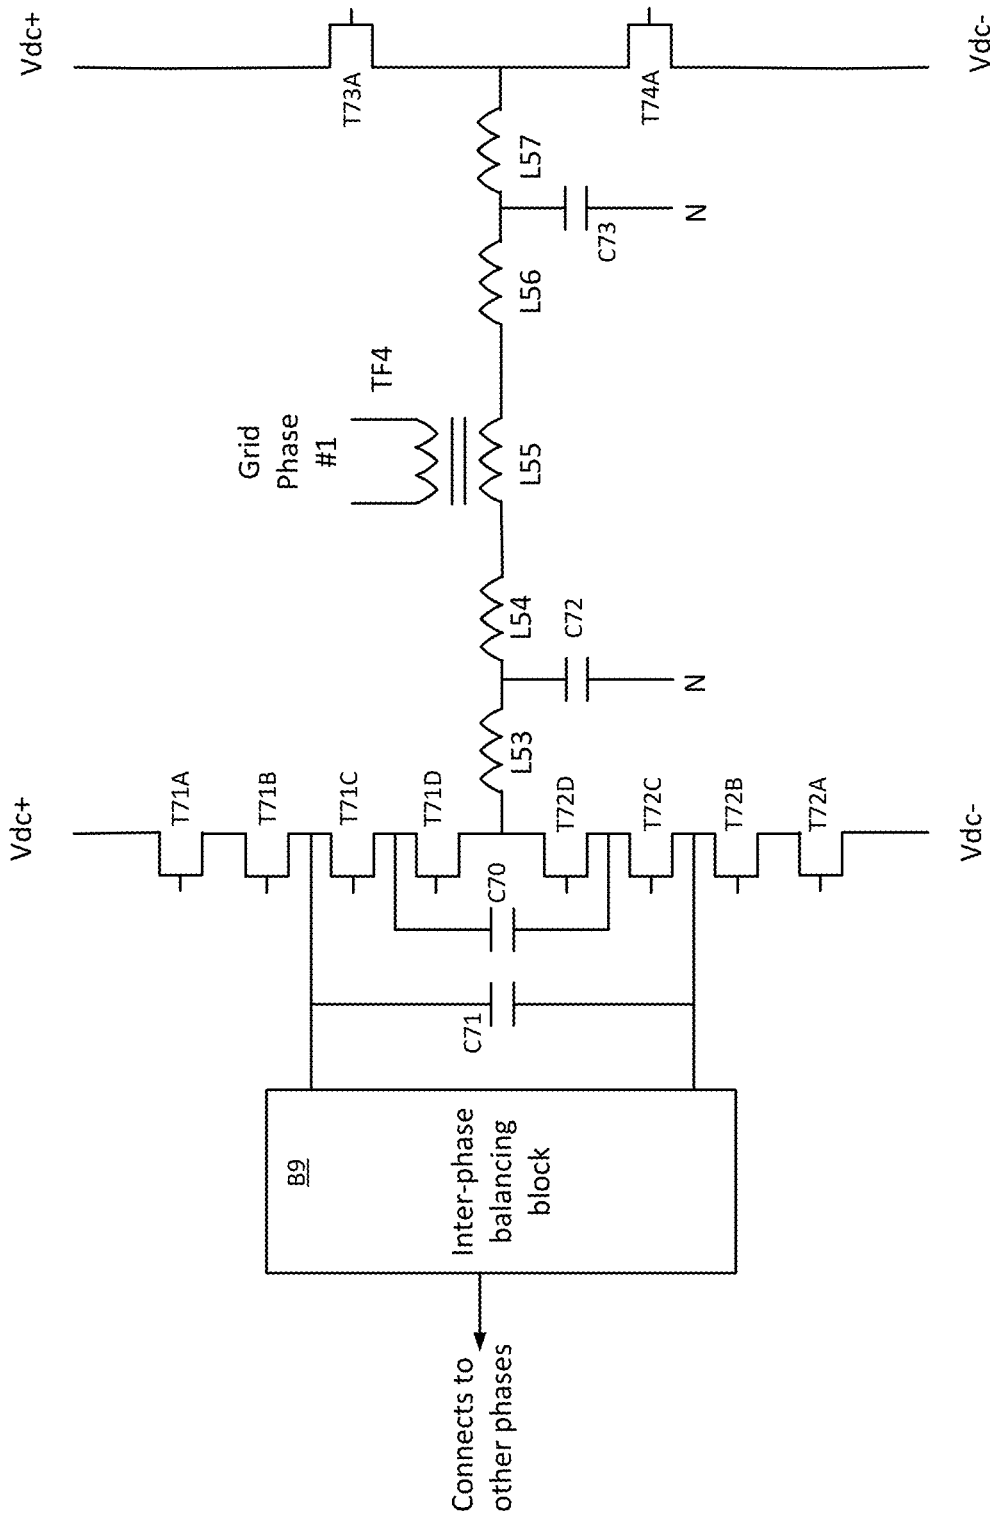 Vdc+
Vdc+
T71A
T71B
T71C
T71D
T72D
T72C
T72B
T72A
Vdc-
Vdc-
T73A
T74A
Grid
Phase
#1
TF4
L53
L54
L55
L56
L57
C70
C71
C72
C73
N
N
B9
Inter-phase
balancing
block
Connects to
other phases